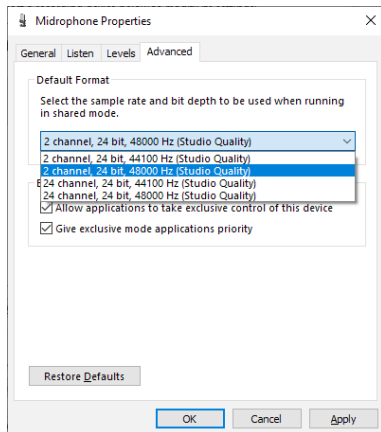 Midrophone Properties
General Listen Levels Advanced
Default Format
Select the sample rate and bit depth to be used when running
in shared mode.
2 channel, 24 bit, 48000 Hz (Studio Quality)
2 channel, 24 bit, 44100 Hz (Studio Quality)
2 channel, 24 bit, 48000 Hz (Studio Quality)
24 channel, 24 bit, 44100 Hz (Studio Quality)
24 channel, 24 bit, 48000 Hz (Studio Quality)
Allow applications to take exclusive control of this device
Give exclusive mode applications priority
Restore Defaults
OK Cancel Apply